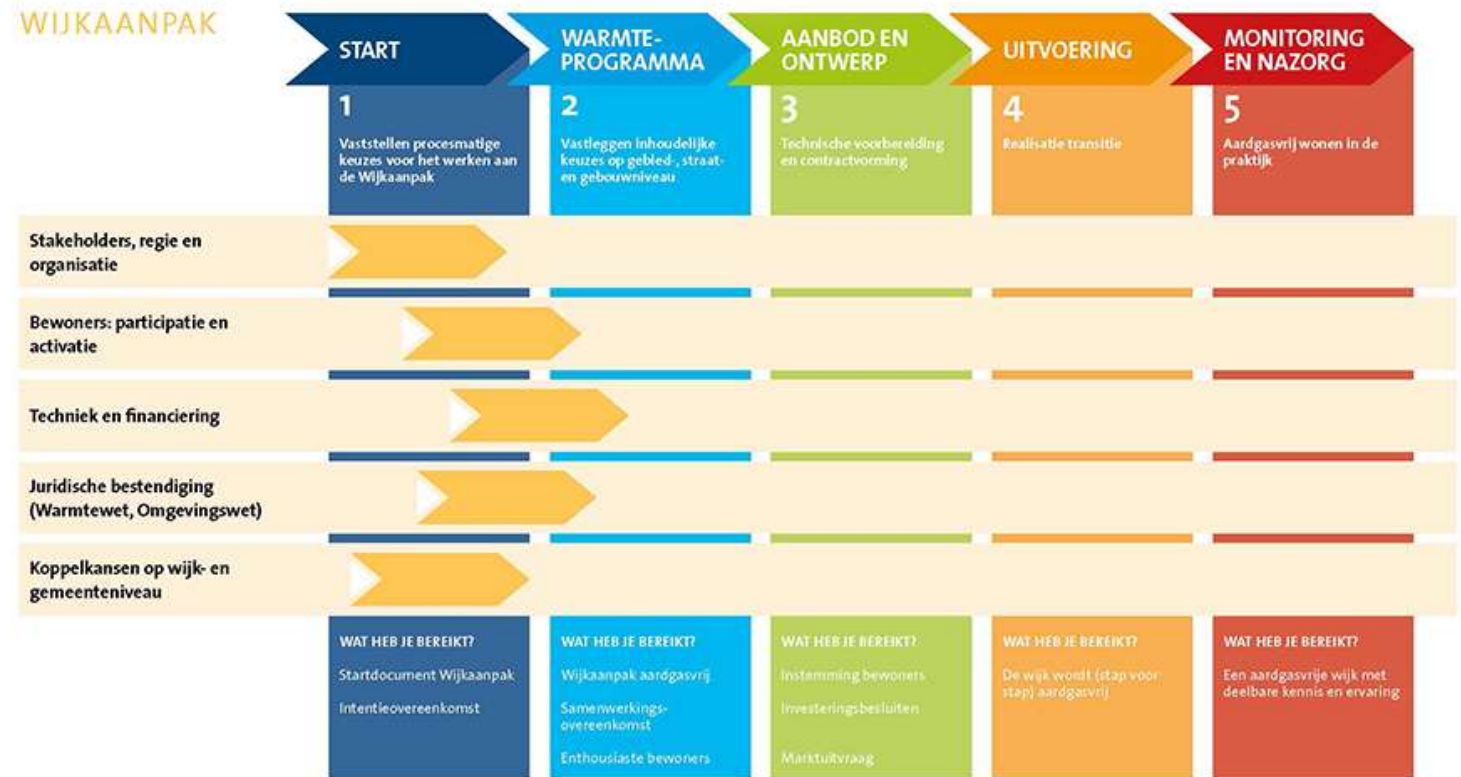 WIJKAANPAK
START
WARMTE-
PROGRAMMA
AANBOD EN
ONTWERP
UITVOERING
MONITORING
EN NAZORG
1
Vaststellen procesmatige
keuzes voor het werken aan
de Wijkaanpak
2
Vastleggen inhoudelijke
keuzes op gebied-, straat-
en gebouwniveau
3
Technische voorbereiding
en contractvorming
4
Realisatie transitie
5
Aardgasvrij wonen in de
praktijk
Stakeholders, regie en
organisatie
Bewoners: participatie en
activatie
Techniek en financiering
Juridische bestendiging
(Warmtewet, Omgevingswet)
Koppelkansen op wijk- en
gemeenteniveau
WAT HEB JE BEREIKT?
Startdocument Wijkaanpak
Intentieovereenkomst
WAT HEB JE BEREIKT?
Wijkaanpak aardgasvrij
Samenwerkings-
overeenkomst
Enthousiaste bewoners
WAT HEB JE BEREIKT?
Instemming bewoners
Investeringsbesluiten
Marktuitvraag
WAT HEB JE BEREIKT?
De wijk wordt (stap voor
stap) aardgasvrij
WAT HEB JE BEREIKT?
Een aardgasvrije wijk met
deelbare kennis en ervaring